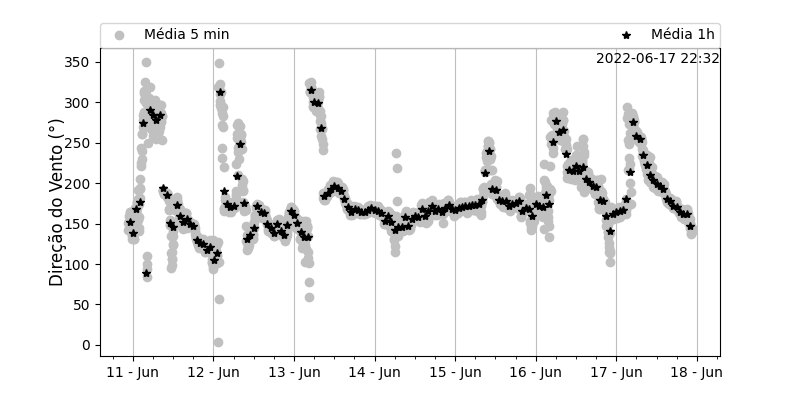 Média 5 min
Média 1h
2022-06-17 22:32
Direção do Vento (°)
350
300
250
200
150
100
50
0
11 - Jun
12 - Jun
13 - Jun
14 - Jun
15 - Jun
16 - Jun
17 - Jun
18 - Jun